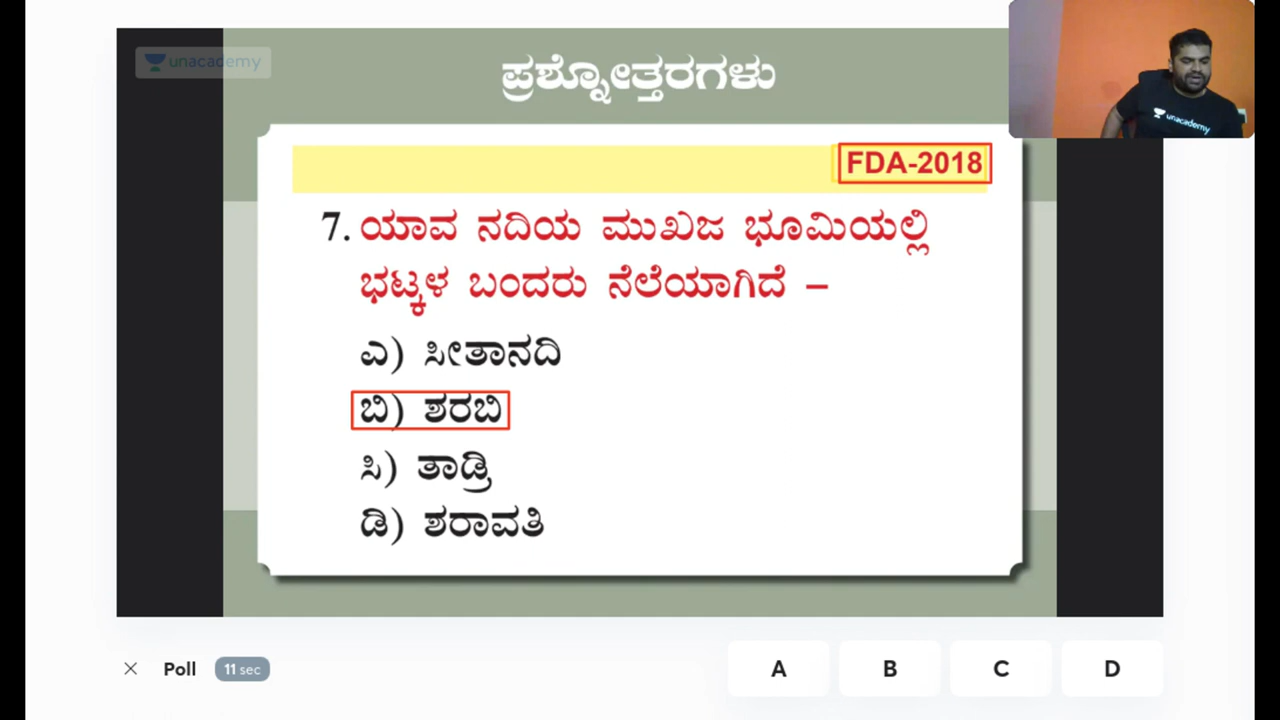 unacademy
ಪ್ರಶ್ನೋತ್ತರಗಳು
unacademy
FDA-2018
7. ಯಾವ ನದಿಯ ಮುಖಜ ಭೂಮಿಯಲ್ಲಿ
ಭಟ್ಕಳ ಬಂದರು ನೆಲೆಯಾಗಿದೆ –
ಎ) ಸೀತಾನದಿ
ಬಿ) ಶರಬಿ
ಸಿ) ತಾಡ್ರಿ
ಡಿ) ಶರಾವತಿ
Poll 11 sec A B C D